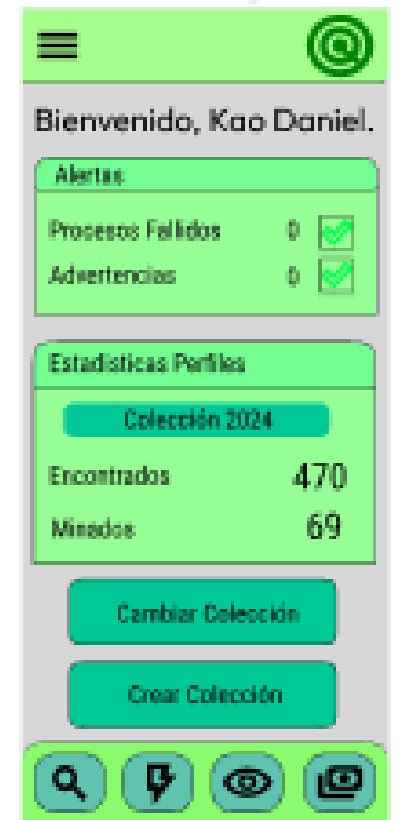 Bienvenido, Kao Daniel.
Alertas
Procesos Fallidos 0
Advertencias 0
Estadísticas Perfiles
Colección 2024
Encontrados 470
Minados 69
Cambiar Colección
Crear Colección